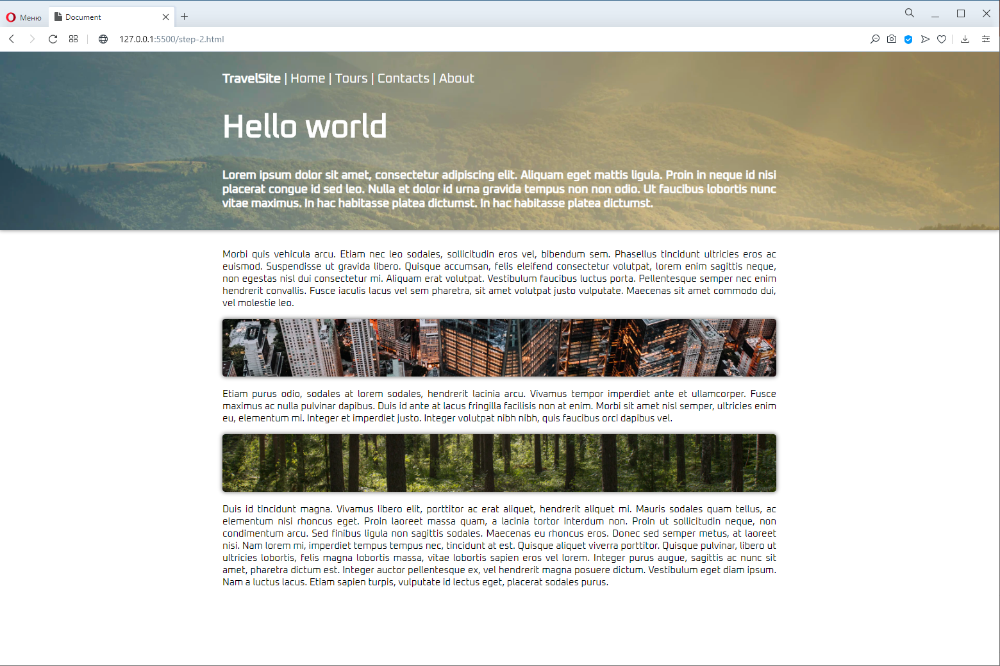 Меню
Document
127.0.0.1:5500/step-2.html
TravelSite | Home | Tours | Contacts | About
Hello world
Lorem ipsum dolor sit amet, consectetur adipiscing elit. Aliquam eget mattis ligula. Proin in neque id nisi
placerat congue id sed leo. Nulla et dolor id urna gravida tempus non non odio. Ut faucibus lobortis nunc
vitae maximus. In hac habitasse platea dictumst. In hac habitasse platea dictumst.
Morbi quis vehicula arcu. Etiam nec leo sodales, sollicitudin eros vel, bibendum sem. Phasellus tincidunt ultricies eros ac
euismod. Suspendisse ut gravida libero. Quisque accumsan, felis eleifend consectetur volutpat, lorem enim sagittis neque,
non egestas nisl dui consectetur mi. Aliquam erat volutpat. Vestibulum faucibus luctus porta. Pellentesque semper nec enim
hendrerit convallis. Fusce iaculis lacus vel sem pharetra, sit amet volutpat justo vulputate. Maecenas sit amet commodo dui,
vel molestie leo.
Etiam purus odio, sodales at lorem sodales, hendrerit lacinia arcu. Vivamus tempor imperdiet ante et ullamcorper. Fusce
maximus ac nulla pulvinar dapibus. Duis id ante at lacus fringilla facilisis non at enim. Morbi sit amet nisl semper, ultricies enim
eu, elementum mi. Integer et imperdiet justo. Integer volutpat nibh nibh, quis faucibus orci dapibus vel.
Duis id tincidunt magna. Vivamus libero elit, porttitor ac erat aliquet, hendrerit aliquet mi. Mauris sodales quam tellus, ac
elementum nisi rhoncus eget. Proin laoreet massa quam, a lacinia tortor interdum non. Proin ut sollicitudin neque, non
condimentum arcu. Sed finibus ligula non sagittis sodales. Maecenas eu rhoncus eros. Donec sed semper metus, at laoreet
nisi. Nam lorem mi, imperdiet tempus tempus nec, tincidunt at est. Quisque aliquet viverra porttitor. Quisque pulvinar, libero ut
ultricies lobortis, felis magna lobortis massa, vitae lobortis sapien eros vel lorem. Integer purus augue, sagittis ac nunc sit
amet, pharetra dictum est. Integer auctor pellentesque ex, vel hendrerit magna posuere dictum. Vestibulum eget diam ipsum.
Nam a luctus lacus. Etiam sapien turpis, vulputate id lectus eget, placerat sodales purus.